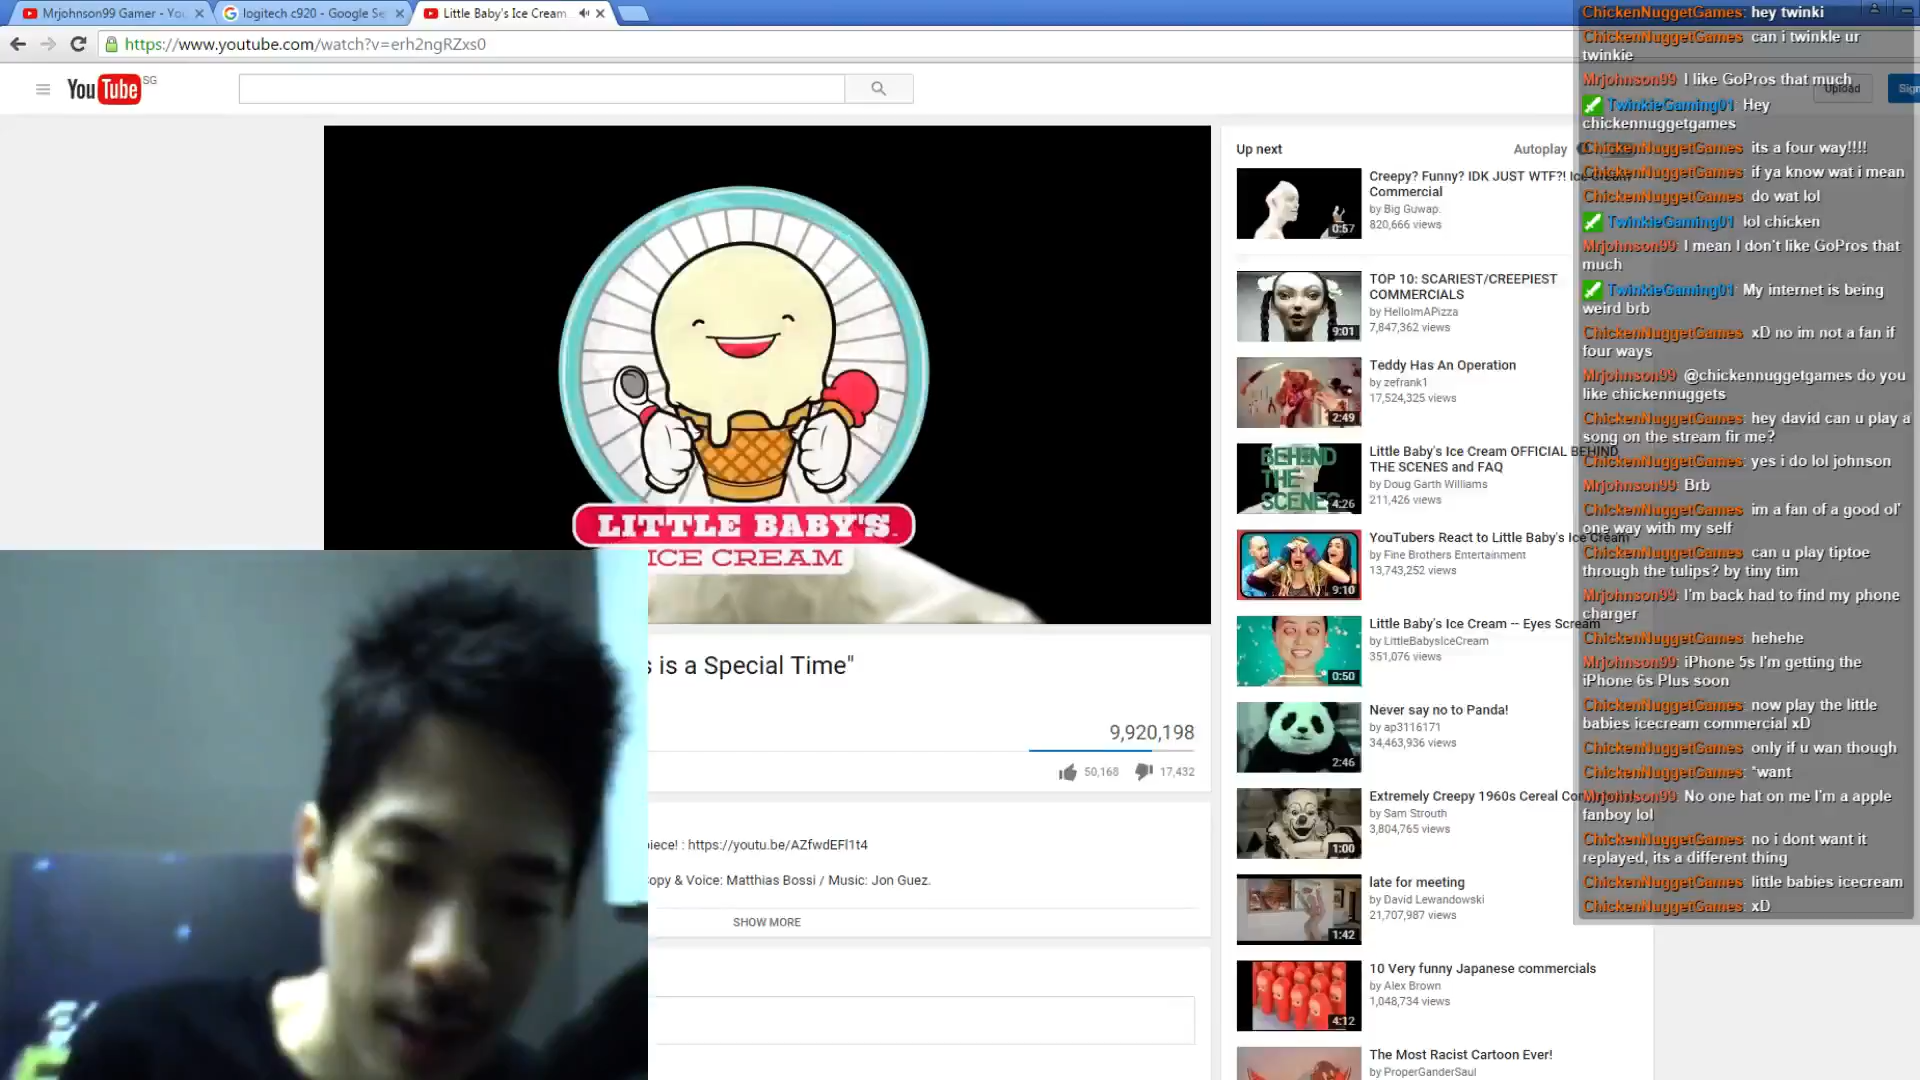 Mrjohnson99 Gamer - You
logitech c920 - Google Se
Little Baby's Ice Cream
https://www.youtube.com/watch?v=erh2ngRZxs0
YouTube SG
Upload
Sign
LITTLE BABY'S
ICE CREAM
s is a Special Time"
9,920,198
50,168
17,432
piece! : https://youtu.be/AZfwdEFl1t4
opy & Voice: Matthias Bossi / Music: Jon Guez.
SHOW MORE
Up next
Autoplay
Creepy? Funny? IDK JUST WTF?! Ice Cream
Commercial
by Big Guwap.
820,666 views
0:57
TOP 10: SCARIEST/CREEPIEST
COMMERCIALS
by HelloImAPizza
7,847,362 views
9:01
Teddy Has An Operation
by zefrank1
17,524,325 views
2:49
Little Baby's Ice Cream OFFICIAL BEHIND
THE SCENES and FAQ
by Doug Garth Williams
211,426 views
BEHIND
THE
SCENES
4:26
YouTubers React to Little Baby's Ice Cream
by Fine Brothers Entertainment
13,743,252 views
9:10
Little Baby's Ice Cream -- Eyes Scream
by LittleBabysIceCream
351,076 views
0:50
Never say no to Panda!
by ap3116171
34,463,936 views
2:46
Extremely Creepy 1960s Cereal
by Sam Strouth
3,804,765 views
1:00
late for meeting
by David Lewandowski
21,707,987 views
1:42
10 Very funny Japanese commercials
by Alex Brown
1,048,734 views
4:12
The Most Racist Cartoon Ever!
by ProperGanderSaul
ChickenNuggetGames: hey twinki
ChickenNuggetGames: can i twinkle ur
twinkie
Mrjohnson99: I like GoPros that much
TwinkieGaming01: Hey
chickennuggetgames
ChickenNuggetGames: its a four way!!!!
ChickenNuggetGames: if ya know wat i mean
ChickenNuggetGames: do wat lol
TwinkieGaming01: lol chicken
Mrjohnson99: I mean I don't like GoPros that
much
TwinkieGaming01: My internet is being
weird brb
ChickenNuggetGames: xD no im not a fan if
four ways
Mrjohnson99: @chickennuggetgames do you
like chickennuggets
ChickenNuggetGames: hey david can u play a
song on the stream fir me?
ChickenNuggetGames: yes i do lol johnson
Mrjohnson99: Brb
ChickenNuggetGames: im a fan of a good ol'
one way with my self
ChickenNuggetGames: can u play tiptoe
through the tulips? by tiny tim
Mrjohnson99: I'm back had to find my phone
charger
ChickenNuggetGames: hehehe
Mrjohnson99: iPhone 5s I'm getting the
iPhone 6s Plus soon
ChickenNuggetGames: now play the little
babies icecream commercial xD
ChickenNuggetGames: only if u wan though
ChickenNuggetGames: *want
Mrjohnson99: No one hat on me I'm a apple
fanboy lol
ChickenNuggetGames: no i dont want it
replayed, its a different thing
ChickenNuggetGames: little babies icecream
ChickenNuggetGames: xD